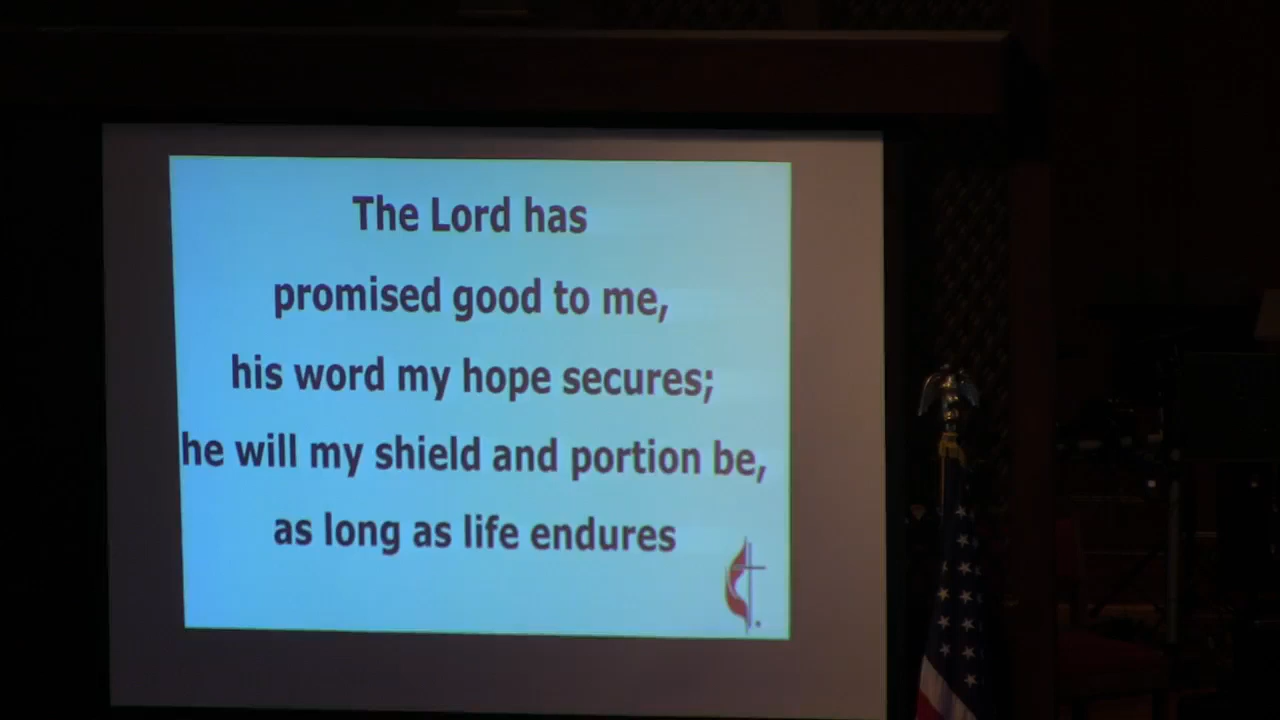 The Lord has
promised good to me,
his word my hope secures;
he will my shield and portion be,
as long as life endures